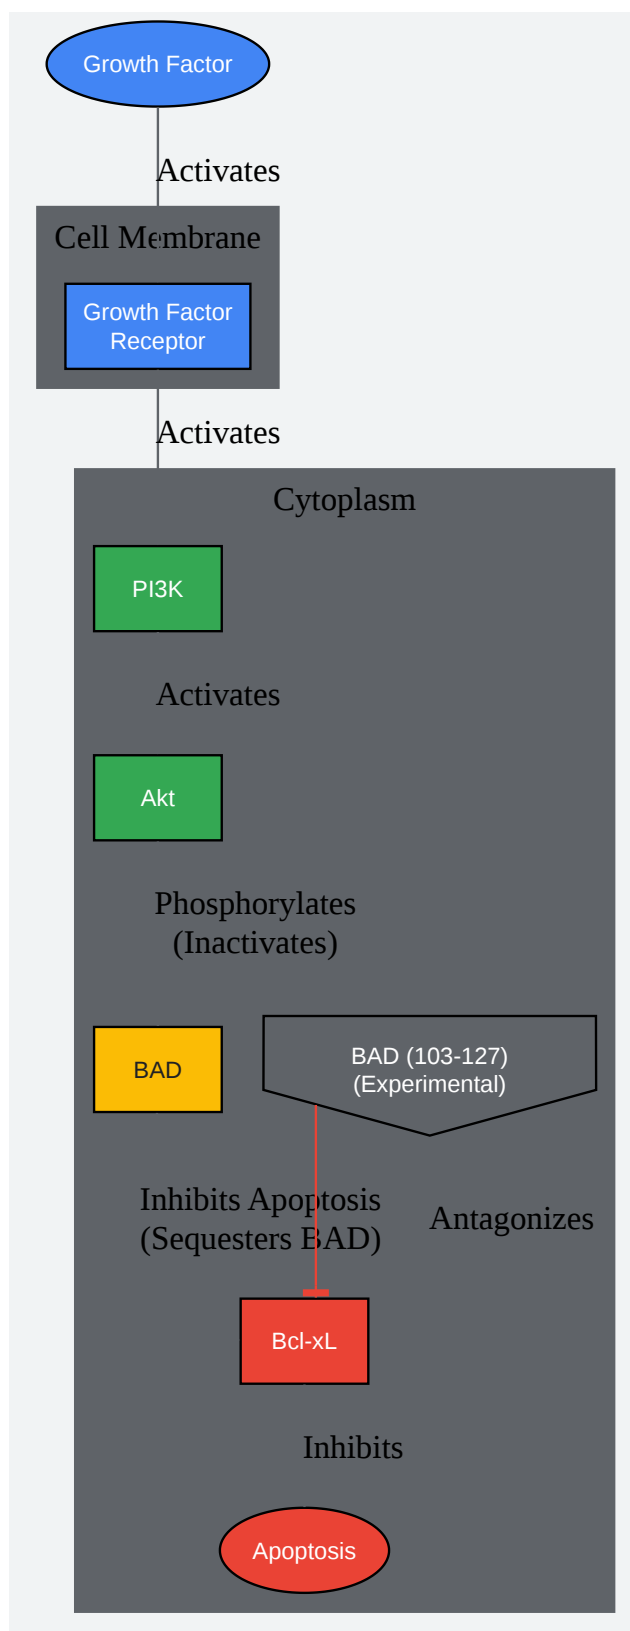 Growth Factor
Activates
Cell Membrane
Growth Factor
Receptor
Activates
Cytoplasm
PI3K
Activates
Akt
Phosphorylates
(Inactivates)
BAD
BAD (103-127)
(Experimental)
Inhibits Apoptosis
(Sequesters BAD)
Antagonizes
Bcl-xL
Inhibits
Apoptosis